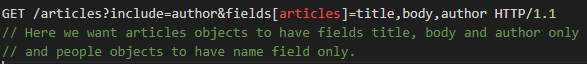 GET /articles?include=author&fields[articles]=title,body,author HTTP/1.1
// Here we want articles objects to have fields title, body and author only
// and people objects to have name field only.